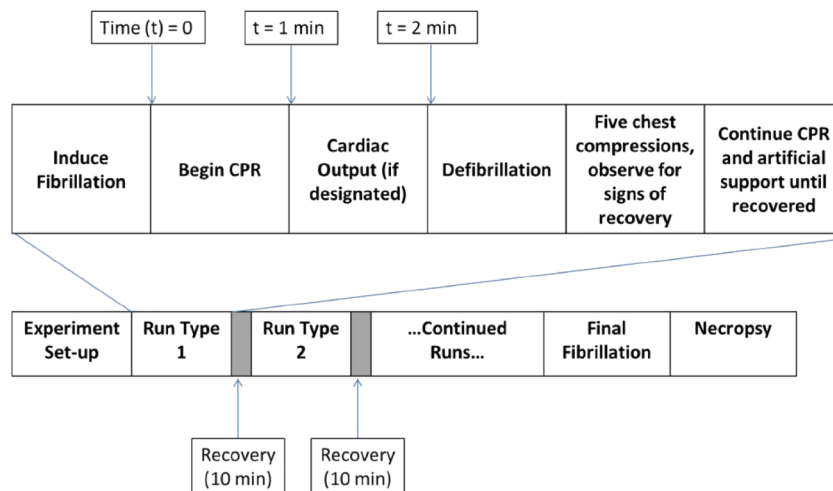 Time (t) = 0
t = 1 min
t = 2 min
Induce
Fibrillation
Begin CPR
Cardiac
Output (if
designated)
Defibrillation
Five chest
compressions,
observe for
signs of
recovery
Continue CPR
and artificial
support until
recovered
Experiment
Set-up
Run Type
1
Run Type
2
...Continued
Runs...
Final
Fibrillation
Necropsy
Recovery
(10 min)
Recovery
(10 min)